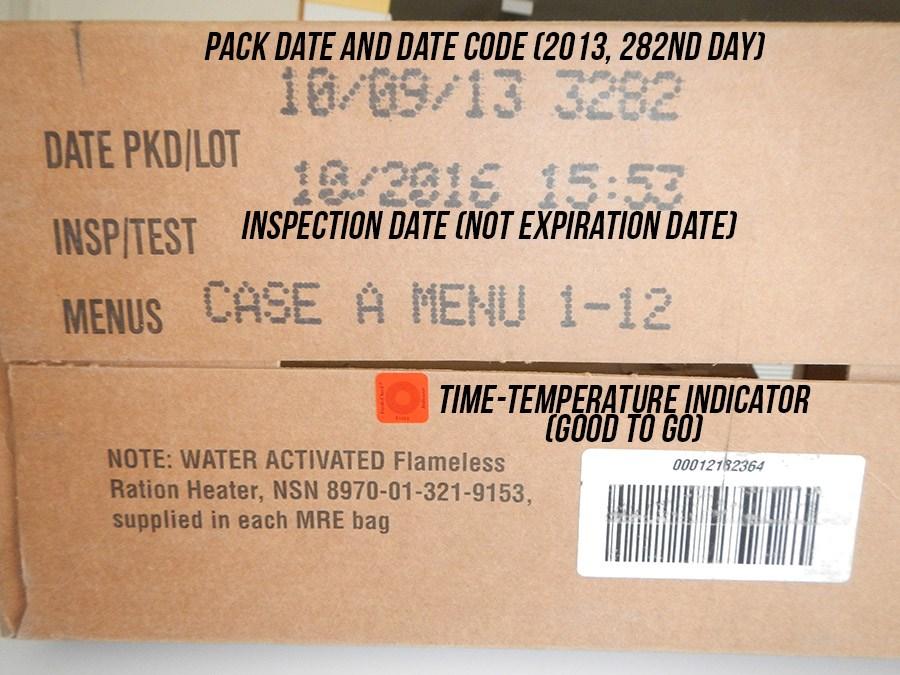 PACK DATE AND DATE CODE (2013, 282ND DAY)
10/09/13 3282
DATE PKD/LOT
10/2016 15:53
INSPECTION DATE (NOT EXPIRATION DATE)
INSP/TEST
MENUS CASE A MENU 1-12
TIME-TEMPERATURE INDICATOR
(GOOD TO GO)
NOTE: WATER ACTIVATED Flameless
Ration Heater, NSN 8970-01-321-9153,
supplied in each MRE bag
00012182364